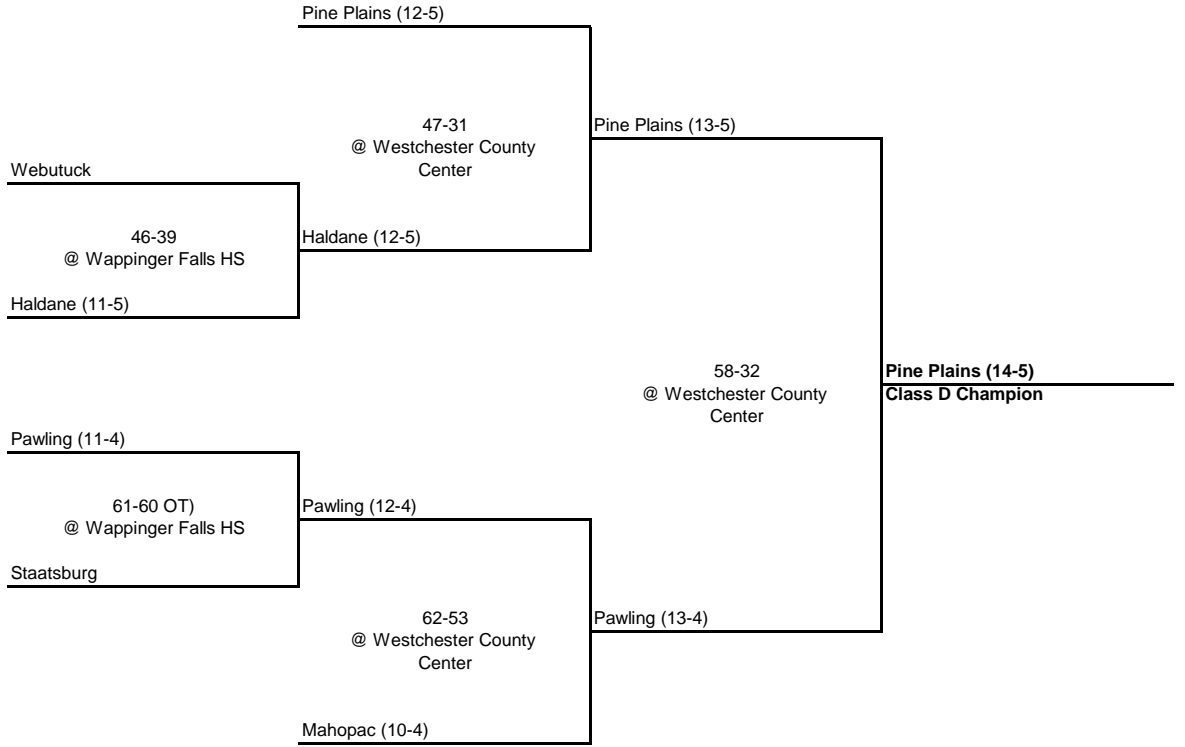 Pine Plains (12-5)
47-31
@ Westchester County
Center
Pine Plains (13-5)
Webutuck
46-39
@ Wappinger Falls HS
Haldane (12-5)
Haldane (11-5)
58-32
@ Westchester County
Center
Pine Plains (14-5)
Class D Champion
Pawling (11-4)
61-60 OT)
@ Wappinger Falls HS
Pawling (12-4)
Staatsburg
62-53
@ Westchester County
Center
Pawling (13-4)
Mahopac (10-4)